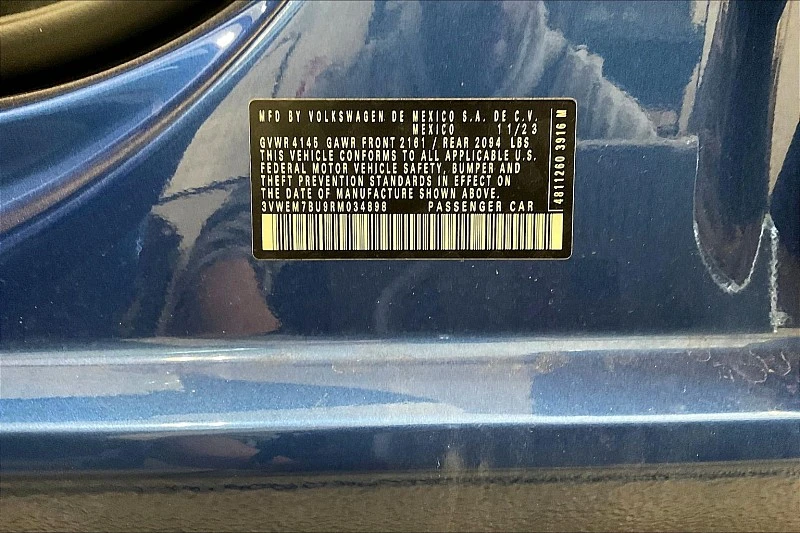 MFD BY VOLKSWAGEN DE MEXICO S.A. DE C.V.
MEXICO 11/23
GVWR 4145 GAWR FRONT 2161 / REAR 2094 LBS
THIS VEHICLE CONFORMS TO ALL APPLICABLE U.S.
FEDERAL MOTOR VEHICLE SAFETY, BUMPER AND
THEFT PREVENTION STANDARDS IN EFFECT ON
THE DATE OF MANUFACTURE SHOWN ABOVE.
3VWEM7BU9RM034898 PASSENGER CAR
4811260 3916 M